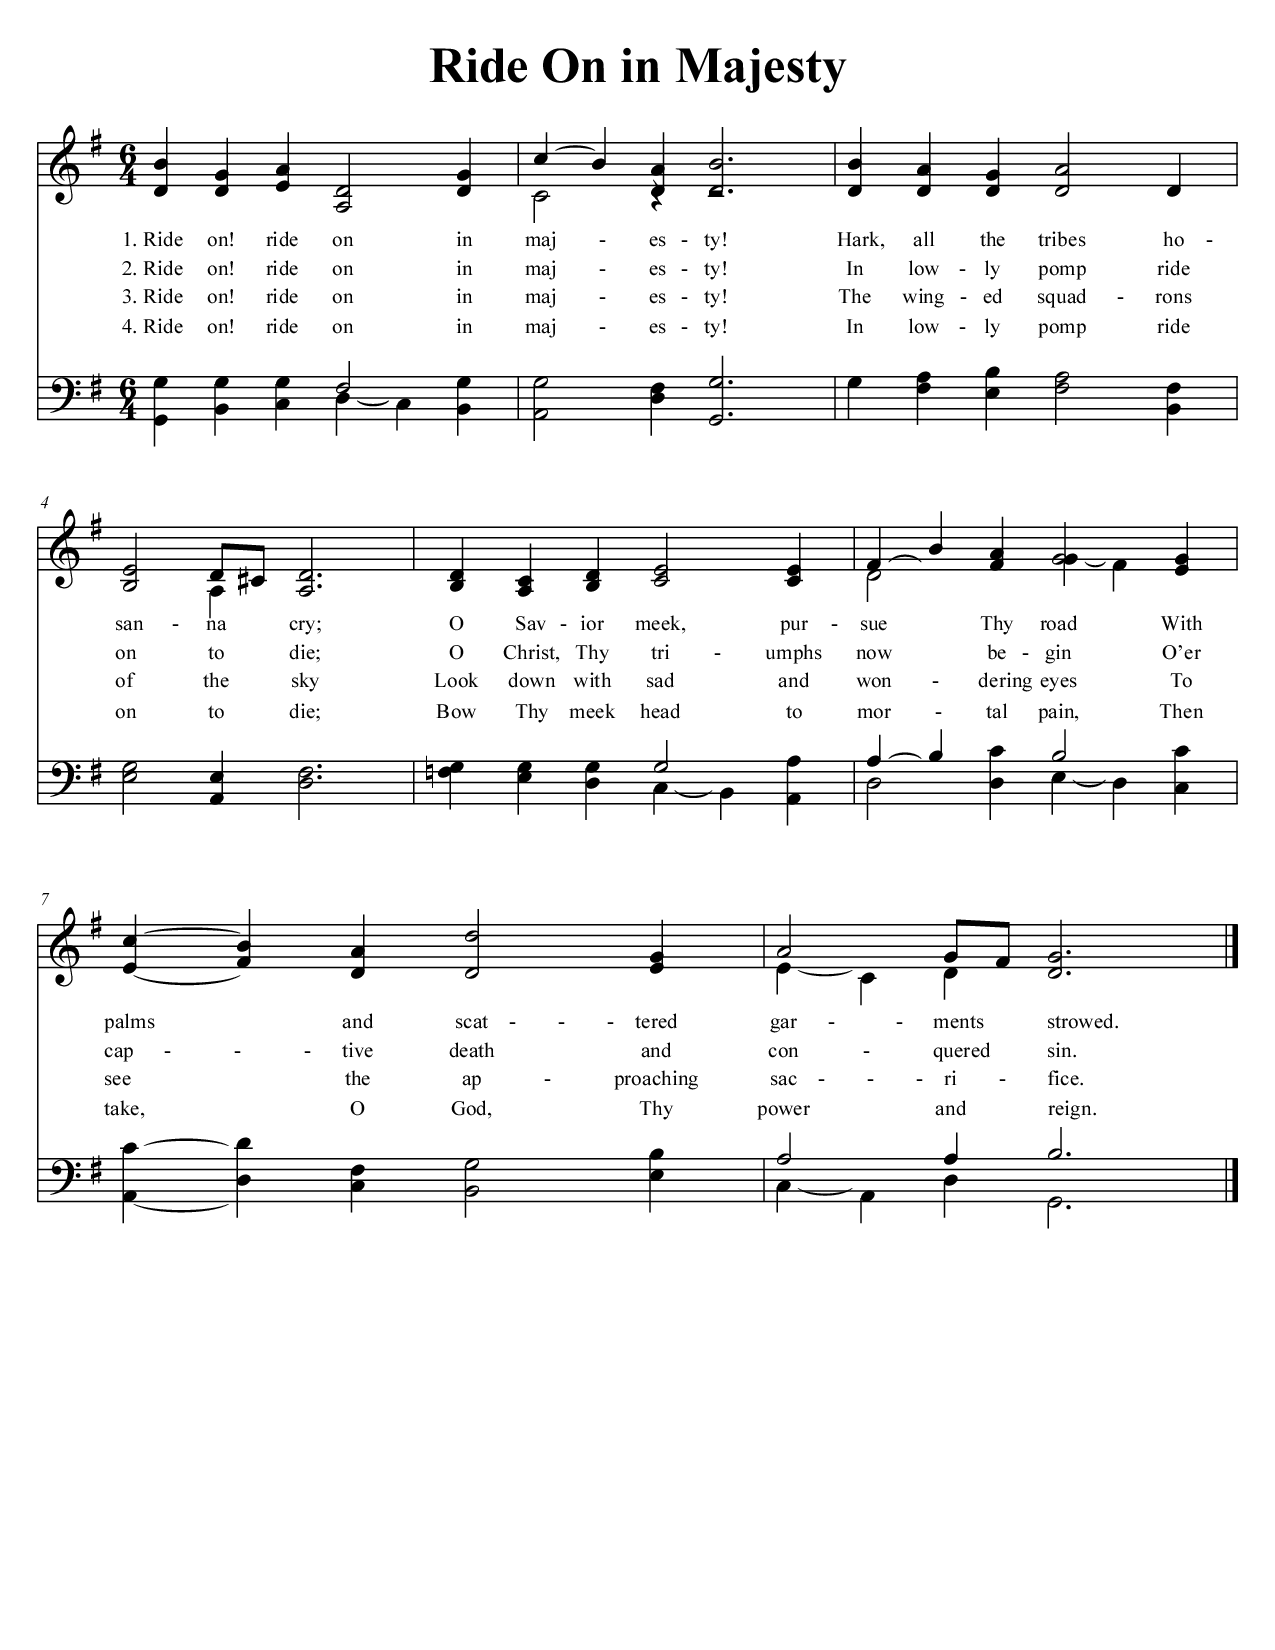 Ride On in Majesty
6 4
1. Ride on! ride on in maj - es - ty! Hark, all the tribes ho -
2. Ride on! ride on in maj - es - ty! In low - ly pomp ride
3. Ride on! ride on in maj - es - ty! The wing - ed squad - rons
4. Ride on! ride on in maj - es - ty! In low - ly pomp ride
6 4
4
san - na cry; O Sav - ior meek, pur - sue Thy road With
on to die; O Christ, Thy tri - umphs now be - gin O’er
of the sky Look down with sad and won - dering eyes To
on to die; Bow Thy meek head to mor - tal pain, Then
7
palms and scat - - tered gar - - ments strowed.
cap - - - tive death and con - quered sin.
see the ap - proaching sac - - ri - fice.
take, O God, Thy power and reign.